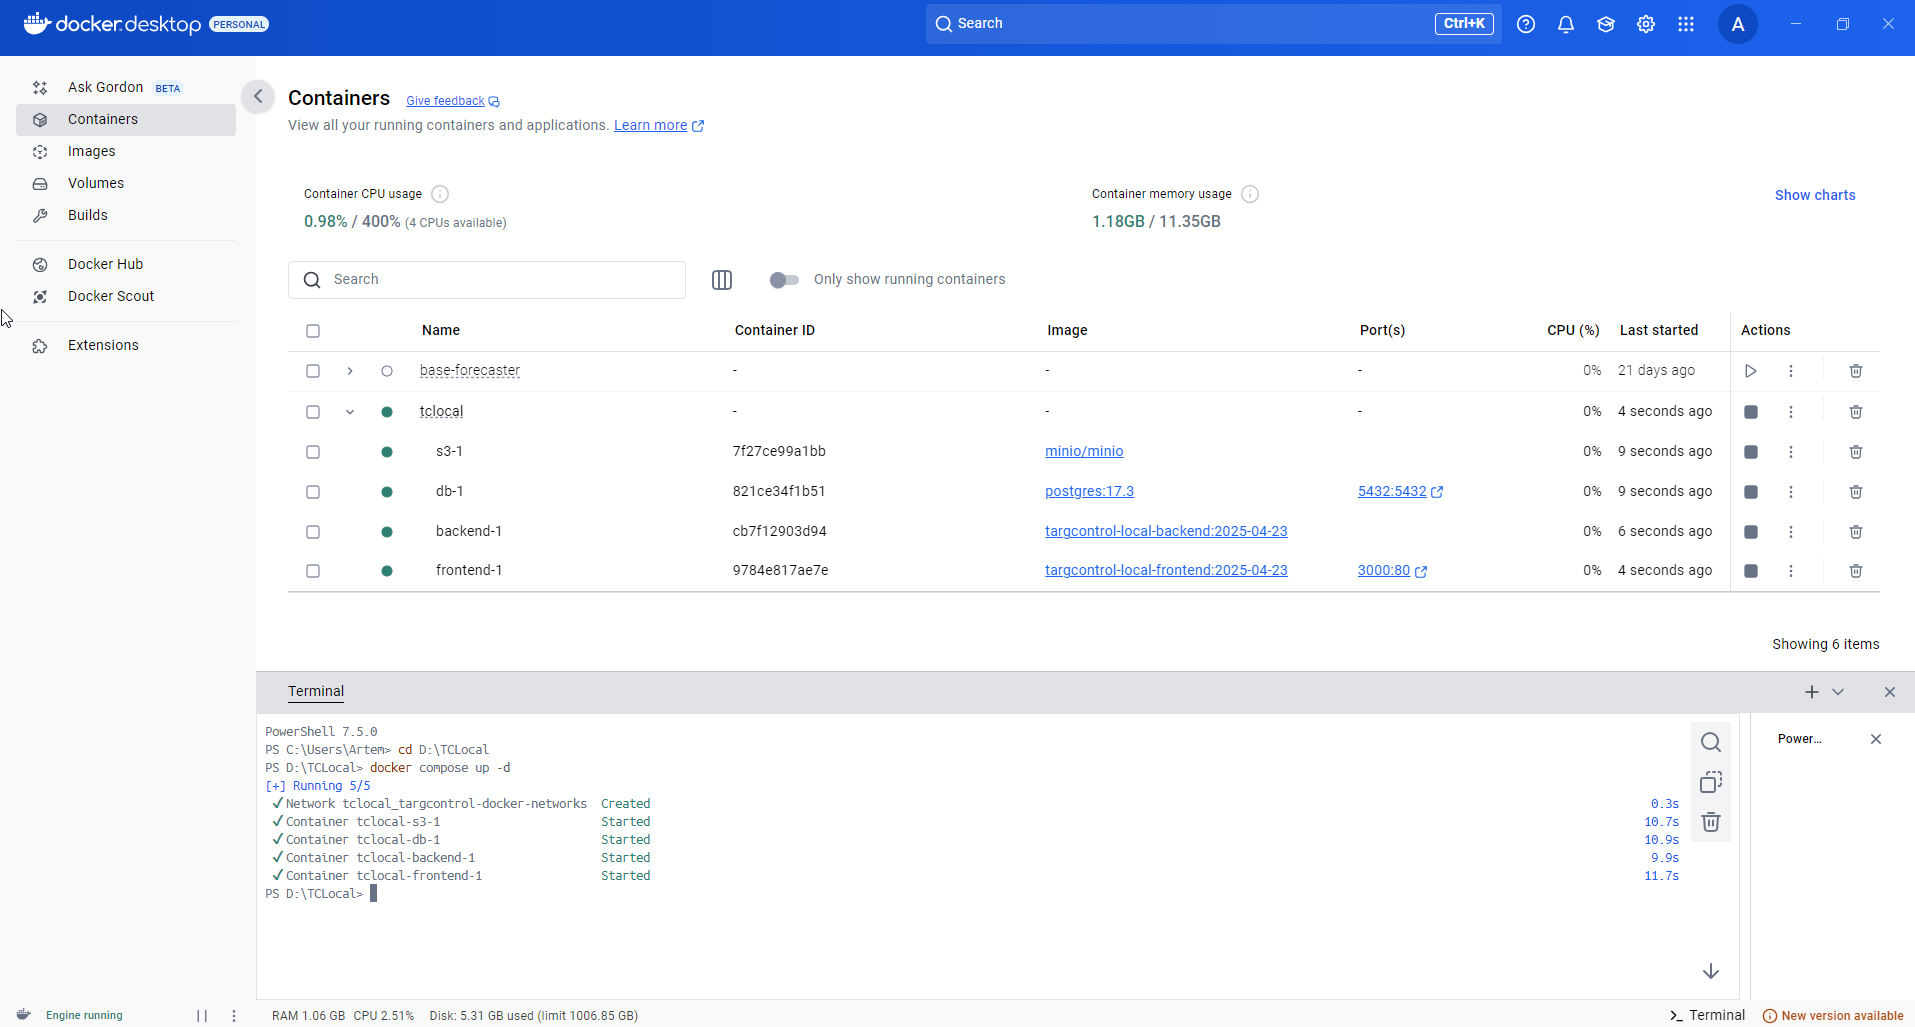 docker.desktop PERSONAL
Search Ctrl+K
A
Ask Gordon BETA
Containers
Images
Volumes
Builds
Docker Hub
Docker Scout
Extensions
Containers Give feedback
View all your running containers and applications. Learn more
Container CPU usage
0.98% / 400% (4 CPUs available)
Container memory usage
1.18GB / 11.35GB
Show charts
Search
Only show running containers
Name Container ID Image Port(s) CPU (%) Last started Actions
base-forecaster - - - 0% 21 days ago
tclocal - - - 0% 4 seconds ago
s3-1 7f27ce99a1bb minio/minio 0% 9 seconds ago
db-1 821ce34f1b51 postgres:17.3 5432:5432 0% 9 seconds ago
backend-1 cb7f12903d94 targcontrol-local-backend:2025-04-23 0% 6 seconds ago
frontend-1 9784e817ae7e targcontrol-local-frontend:2025-04-23 3000:80 0% 4 seconds ago
Showing 6 items
Terminal
PowerShell 7.5.0
PS C:\Users\Artem> cd D:\TCLocal
PS D:\TCLocal> docker compose up -d
[+] Running 5/5
✔Network tclocal_targcontrol-docker-networks Created 0.3s
✔Container tclocal-s3-1 Started 10.7s
✔Container tclocal-db-1 Started 10.9s
✔Container tclocal-backend-1 Started 9.9s
✔Container tclocal-frontend-1 Started 11.7s
PS D:\TCLocal>
Power...
Engine running
RAM 1.06 GB CPU 2.51% Disk: 5.31 GB used (limit 1006.85 GB)
Terminal
New version available